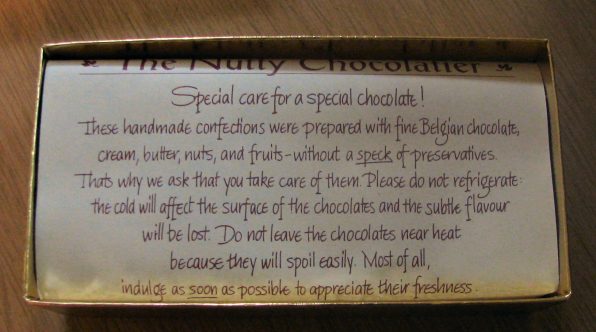 The Nutty Chocolatier
Special care for a special chocolate!
These handmade confections were prepared with fine Belgian chocolate,
cream, butter, nuts, and fruits-without a speck of preservatives.
Thats why we ask that you take care of them. Please do not refrigerate:
the cold will affect the surface of the chocolates and the subtle flavour
will be lost. Do not leave the chocolates near heat
because they will spoil easily. Most of all,
indulge as soon as possible to appreciate their freshness.